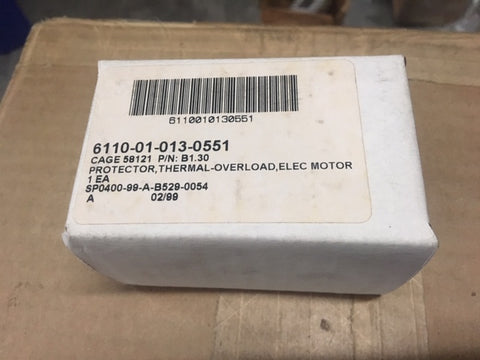 6110010130551
6110-01-013-0551
CAGE 58121 P/N: B1.30
PROTECTOR,THERMAL-OVERLOAD,ELEC MOTOR
1 EA
SP0400-99-A-B529-0054
A 02/99